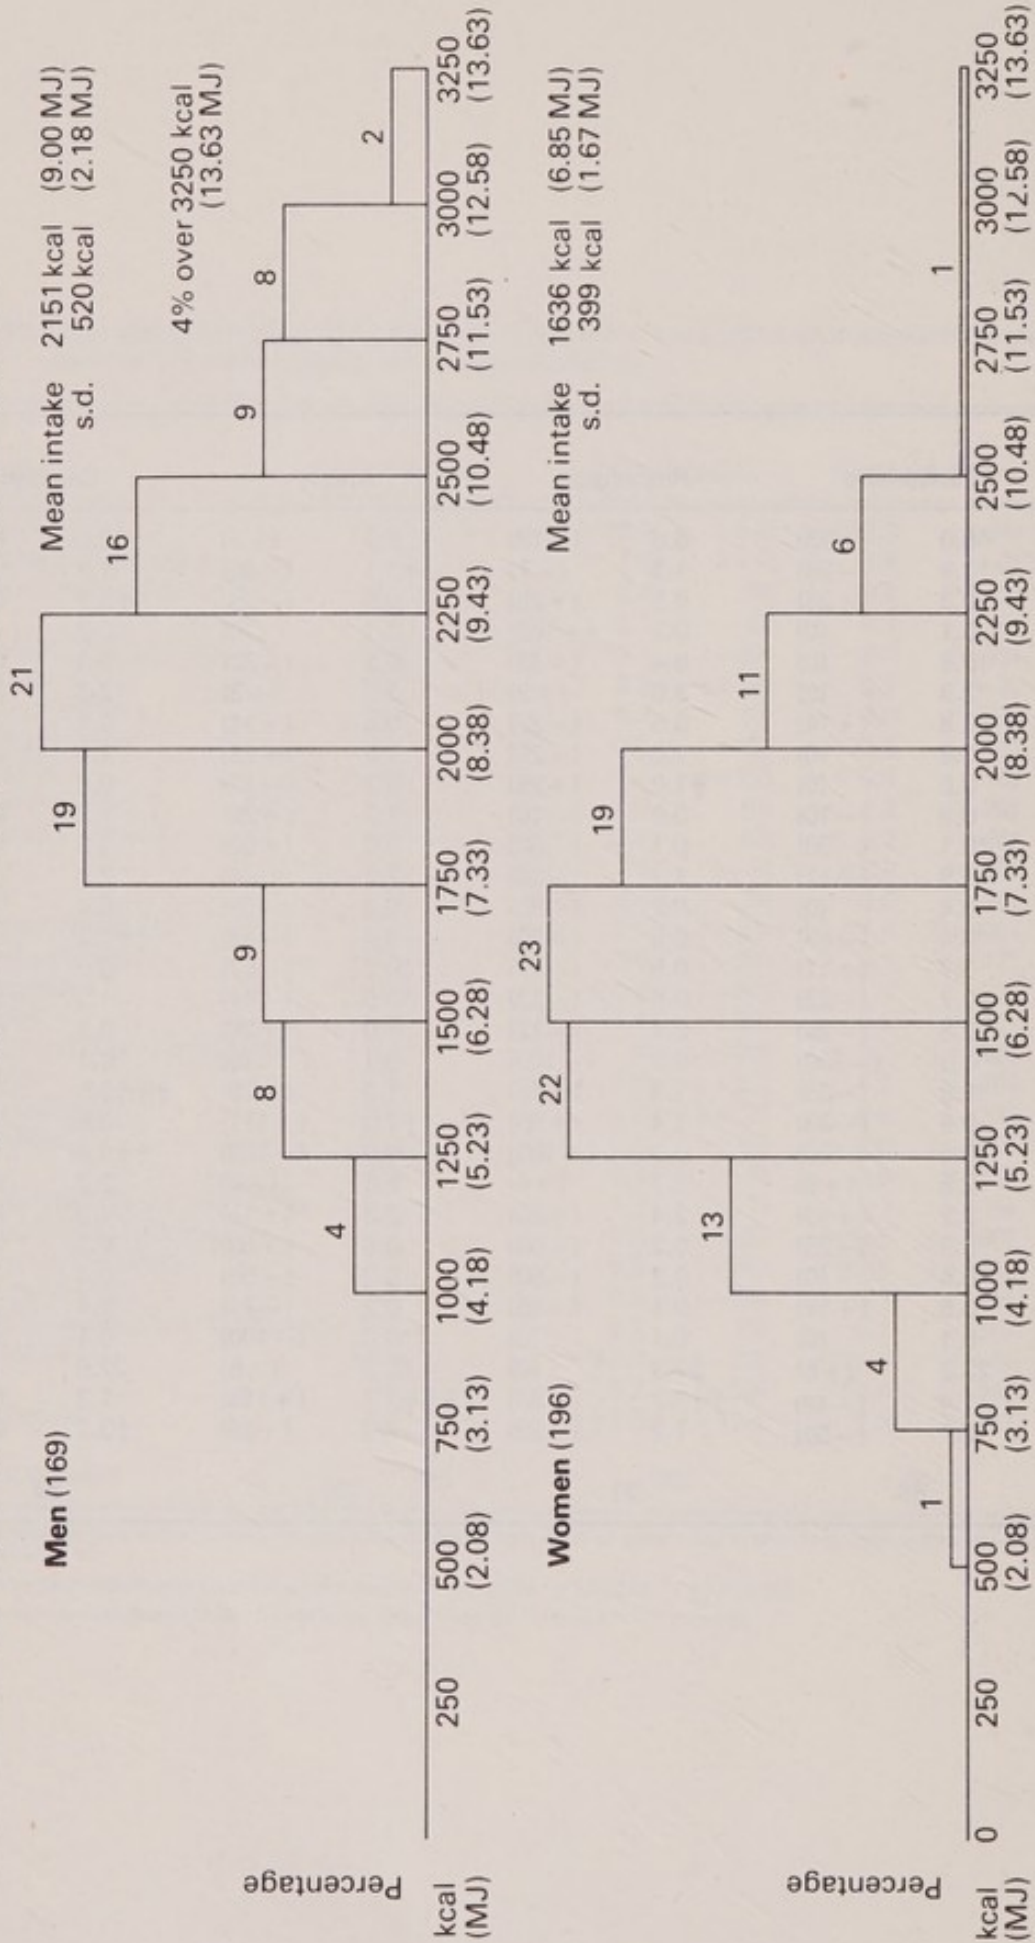 Men (169)
Mean intake 2151 kcal (9.00 MJ)
s.d. 520 kcal (2.18 MJ)
4% over 3250 kcal
(13.63 MJ)
Percentage
4 8 9 19 21 16 9 8 2
kcal 250 500 750 1000 1250 1500 1750 2000 2250 2500 2750 3000 3250
(MJ) (2.08) (3.13) (4.18) (5.23) (6.28) (7.33) (8.38) (9.43) (10.48) (11.53) (12.58) (13.63)
Women (196)
Mean intake 1636 kcal (6.85 MJ)
s.d. 399 kcal (1.67 MJ)
Percentage
1 4 13 22 23 19 11 6 1
kcal 0 250 500 750 1000 1250 1500 1750 2000 2250 2500 2750 3000 3250
(MJ) (2.08) (3.13) (4.18) (5.23) (6.28) (7.33) (8.38) (9.43) (10.48) (11.53) (12.58) (13.63)